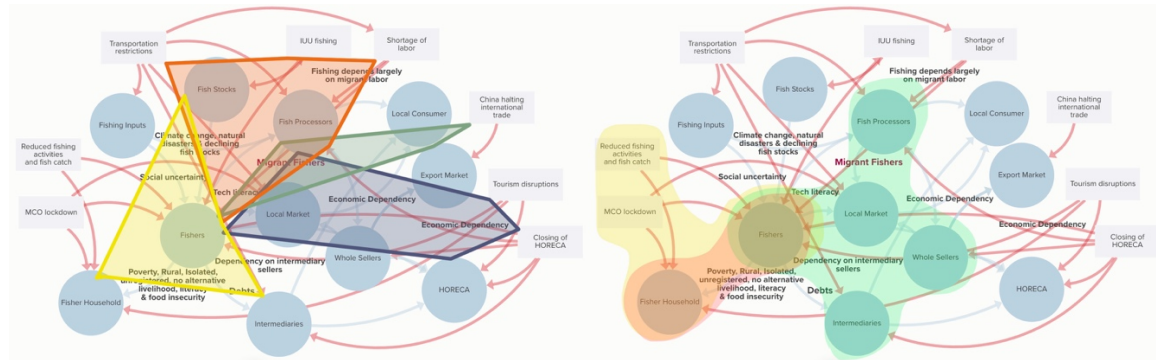 Transportation
restrictions
IUU fishing
Shortage of
labor
Fishing depends largely
on migrant labor
Fish Stocks
Fishing Inputs
Fish Processors
Local Consumer
China halting
international
trade
Climate change, natural
disasters & declining
fish stocks
Reduced fishing
activities
and fish catch
Migrant Fishers
Social uncertainty
Export Market
Tourism disruptions
Tech literacy
Economic Dependency
MCO lockdown
Local Market
Economic Dependency
Fishers
Closing of
HORECA
Whole Sellers
Dependency on intermediary
sellers
Poverty, Rural, Isolated,
unregistered, no alternative
livelihood, literacy
& food insecurity
Debts
Fisher Household
HORECA
Intermediaries
Transportation
restrictions
IUU fishing
Shortage of
labor
Fishing depends largely
on migrant labor
Fish Stocks
Fishing Inputs
Fish Processors
Local Consumer
China halting
international
trade
Climate change, natural
disasters & declining
fish stocks
Reduced fishing
activities
and fish catch
Migrant Fishers
Social uncertainty
Export Market
Tourism disruptions
Tech literacy
Economic Dependency
MCO lockdown
Local Market
Economic Dependency
Fishers
Closing of
HORECA
Whole Sellers
Dependency on intermediary
sellers
Poverty, Rural, Isolated,
unregistered, no alternative
livelihood, literacy
& food insecurity
Debts
Fisher Household
HORECA
Intermediaries